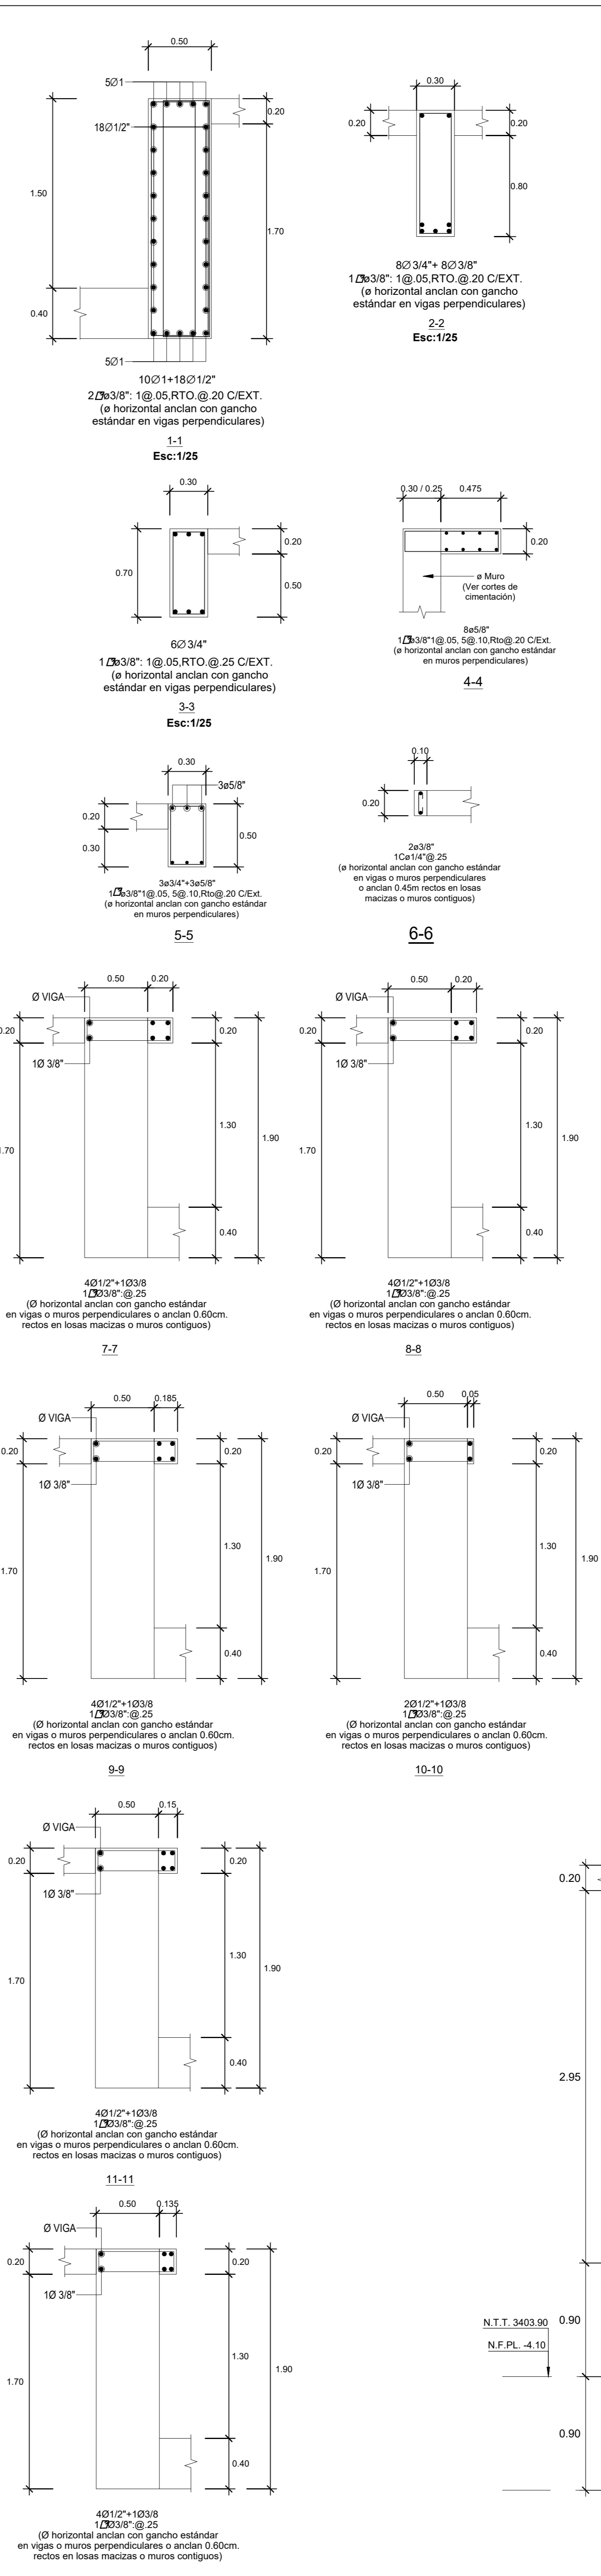 0.50
5Ø1
18Ø1/2"
0.20
1.50
1.70
0.40
5Ø1
10Ø1+18Ø1/2"
2 ø3/8": 1@.05,RTO.@.20 C/EXT.
(ø horizontal anclan con gancho
estándar en vigas perpendiculares)
1-1
Esc:1/25
0.30
0.20
0.20
0.80
8Ø3/4"+ 8Ø3/8"
1 ø3/8": 1@.05,RTO.@.20 C/EXT.
(ø horizontal anclan con gancho
estándar en vigas perpendiculares)
2-2
Esc:1/25
0.30
0.20
0.70
0.50
6Ø3/4"
1 ø3/8": 1@.05,RTO.@.25 C/EXT.
(ø horizontal anclan con gancho
estándar en vigas perpendiculares)
3-3
Esc:1/25
0.30 / 0.25
0.475
0.20
ø Muro
(Ver cortes de
cimentación)
8ø5/8"
1 ø3/8"1@.05, 5@.10,Rto@.20 C/Ext.
(ø horizontal anclan con gancho estándar
en muros perpendiculares)
4-4
0.30
3ø5/8"
0.20
0.50
0.30
3ø3/4"+3ø5/8"
1 ø3/8"1@.05, 5@.10,Rto@.20 C/Ext.
(ø horizontal anclan con gancho estándar
en muros perpendiculares)
5-5
0.10
0.20
2ø3/8"
1Cø1/4"@.25
(ø horizontal anclan con gancho estándar
en vigas o muros perpendiculares
o anclan 0.45m rectos en losas
macizas o muros contiguos)
6-6
0.50
0.20
Ø VIGA
0.20
0.20
1Ø 3/8"
1.30
1.90
1.70
0.40
4Ø1/2"+1Ø3/8
1 Ø3/8":@.25
(Ø horizontal anclan con gancho estándar
en vigas o muros perpendiculares o anclan 0.60cm.
rectos en losas macizas o muros contiguos)
7-7
0.50
0.20
Ø VIGA
0.20
0.20
1Ø 3/8"
1.30
1.90
1.70
0.40
4Ø1/2"+1Ø3/8
1 Ø3/8":@.25
(Ø horizontal anclan con gancho estándar
en vigas o muros perpendiculares o anclan 0.60cm.
rectos en losas macizas o muros contiguos)
8-8
0.50
0.185
Ø VIGA
0.20
0.20
1Ø 3/8"
1.30
1.90
1.70
0.40
4Ø1/2"+1Ø3/8
1 Ø3/8":@.25
(Ø horizontal anclan con gancho estándar
en vigas o muros perpendiculares o anclan 0.60cm.
rectos en losas macizas o muros contiguos)
9-9
0.50
0.05
Ø VIGA
0.20
0.20
1Ø 3/8"
1.30
1.90
1.70
0.40
2Ø1/2"+1Ø3/8
1 Ø3/8":@.25
(Ø horizontal anclan con gancho estándar
en vigas o muros perpendiculares o anclan 0.60cm.
rectos en losas macizas o muros contiguos)
10-10
0.50
0.15
Ø VIGA
0.20
0.20
1Ø 3/8"
1.30
1.90
1.70
0.40
4Ø1/2"+1Ø3/8
1 Ø3/8":@.25
(Ø horizontal anclan con gancho estándar
en vigas o muros perpendiculares o anclan 0.60cm.
rectos en losas macizas o muros contiguos)
11-11
0.50
0.135
Ø VIGA
0.20
0.20
1Ø 3/8"
1.30
1.90
1.70
0.40
4Ø1/2"+1Ø3/8
1 Ø3/8":@.25
(Ø horizontal anclan con gancho estándar
en vigas o muros perpendiculares o anclan 0.60cm.
rectos en losas macizas o muros contiguos)
0.20
2.95
N.T.T. 3403.90
0.90
N.F.PL. -4.10
0.90